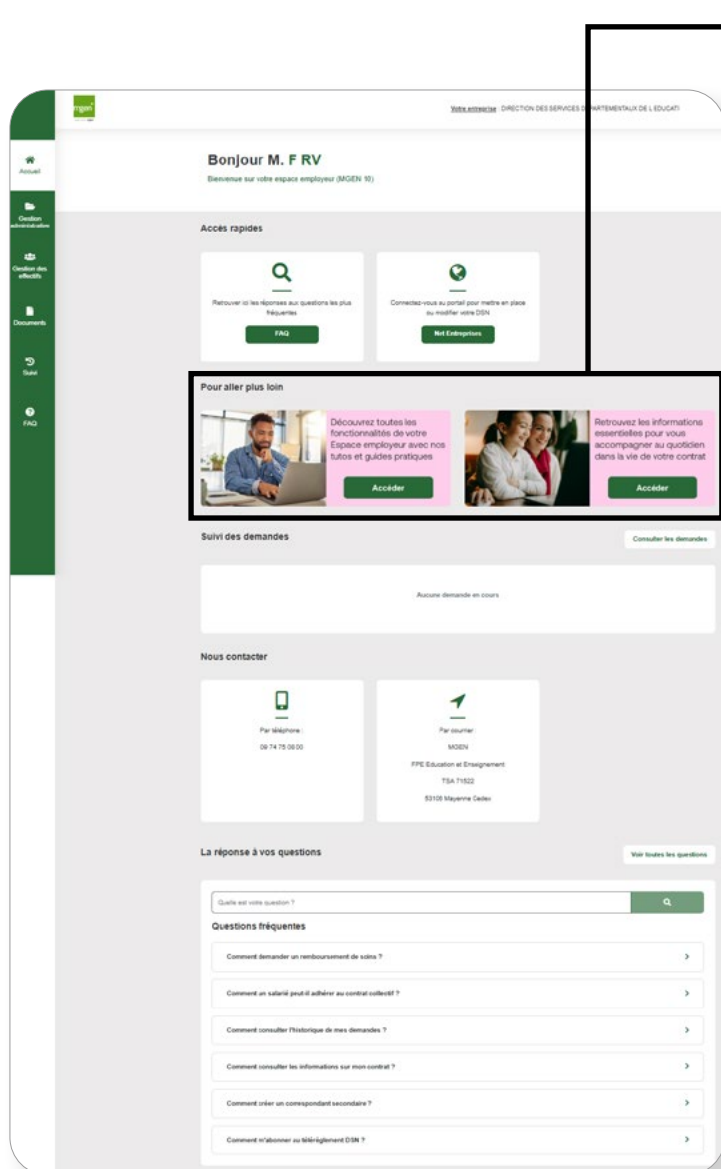 mgen
Votre entreprise : DIRECTION DES SERVICES DEPARTEMENTAUX DE L EDUCATI
Accueil
Gestion
administrative
Gestion des
effectifs
Documents
Suivi
FAQ
Bonjour M. F RV
Bienvenue sur votre espace employeur (MGEN 10)
Accès rapides
Retrouver ici les réponses aux questions les plus
fréquentes
FAQ
Connectez-vous au portail pour mettre en place
ou modifier votre DSN
Net Entreprises
Pour aller plus loin
Découvrez toutes les
fonctionnalités de votre
Espace employeur avec nos
tutos et guides pratiques
Accéder
Retrouvez les informations
essentielles pour vous
accompagner au quotidien
dans la vie de votre contrat
Accéder
Suivi des demandes
Consulter les demandes
Aucune demande en cours
Nous contacter
Par téléphone :
09 74 75 08 00
Par courrier
MGEN
FPE Education et Enseignement
TSA 71522
53105 Mayenne Cedex
La réponse à vos questions
Voir toutes les questions
Quelle est votre question ?
Questions fréquentes
Comment demander un remboursement de soins ?
Comment un salarié peut-il adhérer au contrat collectif ?
Comment consulter l'historique de mes demandes ?
Comment consulter les informations sur mon contrat ?
Comment créer un correspondant secondaire ?
Comment m'abonner au télérèglement DSN ?